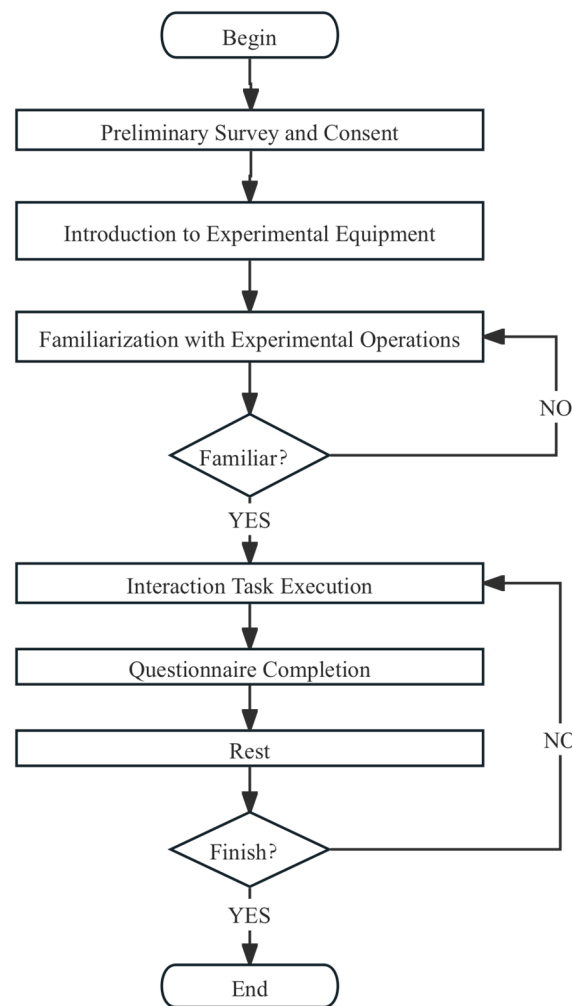 Begin
Preliminary Survey and Consent
Introduction to Experimental Equipment
Familiarization with Experimental Operations
NO
Familiar?
YES
Interaction Task Execution
Questionnaire Completion
NO
Rest
Finish?
YES
End